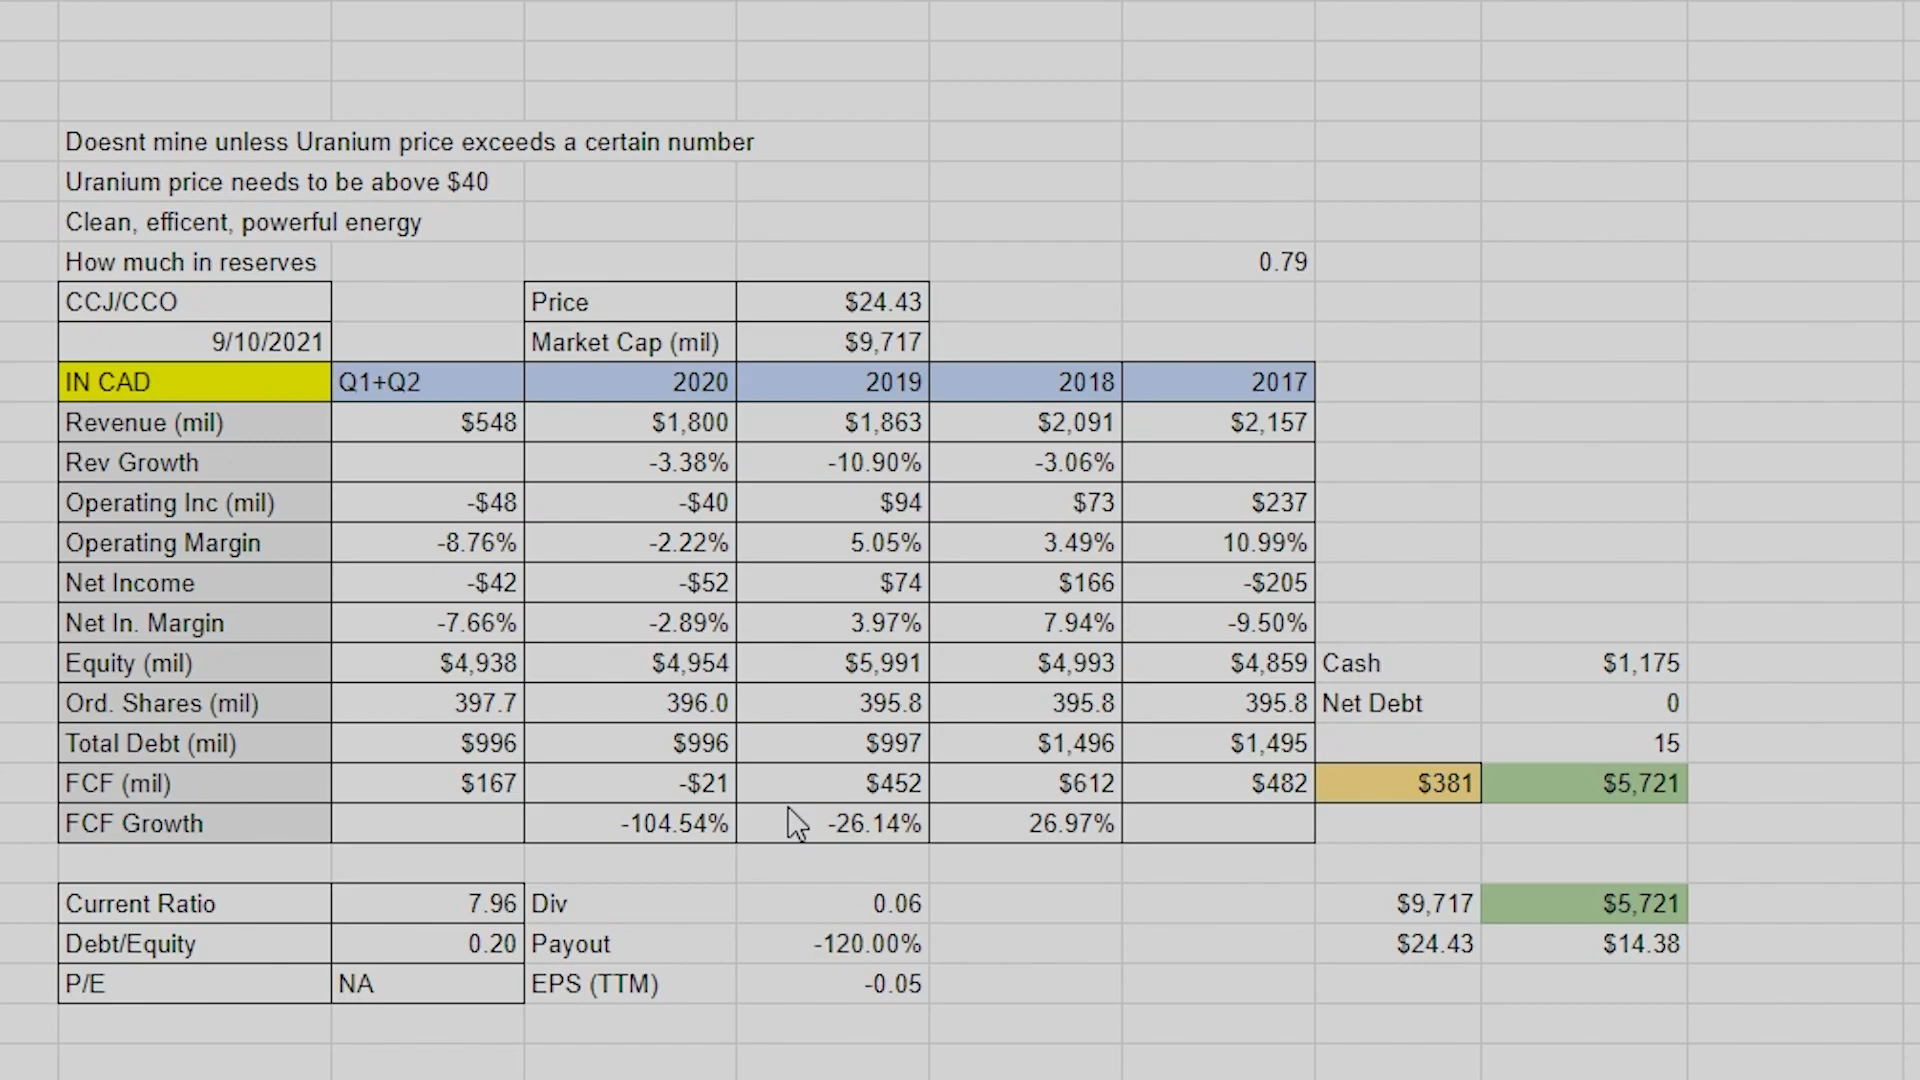 Doesnt mine unless Uranium price exceeds a certain number
Uranium price needs to be above $40
Clean, efficent, powerful energy
How much in reserves 0.79
CCJ/CCO Price $24.43
9/10/2021 Market Cap (mil) $9,717
IN CAD Q1+Q2 2020 2019 2018 2017
Revenue (mil) $548 $1,800 $1,863 $2,091 $2,157
Rev Growth -3.38% -10.90% -3.06%
Operating Inc (mil) -$48 -$40 $94 $73 $237
Operating Margin -8.76% -2.22% 5.05% 3.49% 10.99%
Net Income -$42 -$52 $74 $166 -$205
Net In. Margin -7.66% -2.89% 3.97% 7.94% -9.50%
Equity (mil) $4,938 $4,954 $5,991 $4,993 $4,859 Cash $1,175
Ord. Shares (mil) 397.7 396.0 395.8 395.8 395.8 Net Debt 0
Total Debt (mil) $996 $996 $997 $1,496 $1,495 15
FCF (mil) $167 -$21 $452 $612 $482 $381 $5,721
FCF Growth -104.54% -26.14% 26.97%
Current Ratio 7.96 Div 0.06 $9,717 $5,721
Debt/Equity 0.20 Payout -120.00% $24.43 $14.38
P/E NA EPS (TTM) -0.05